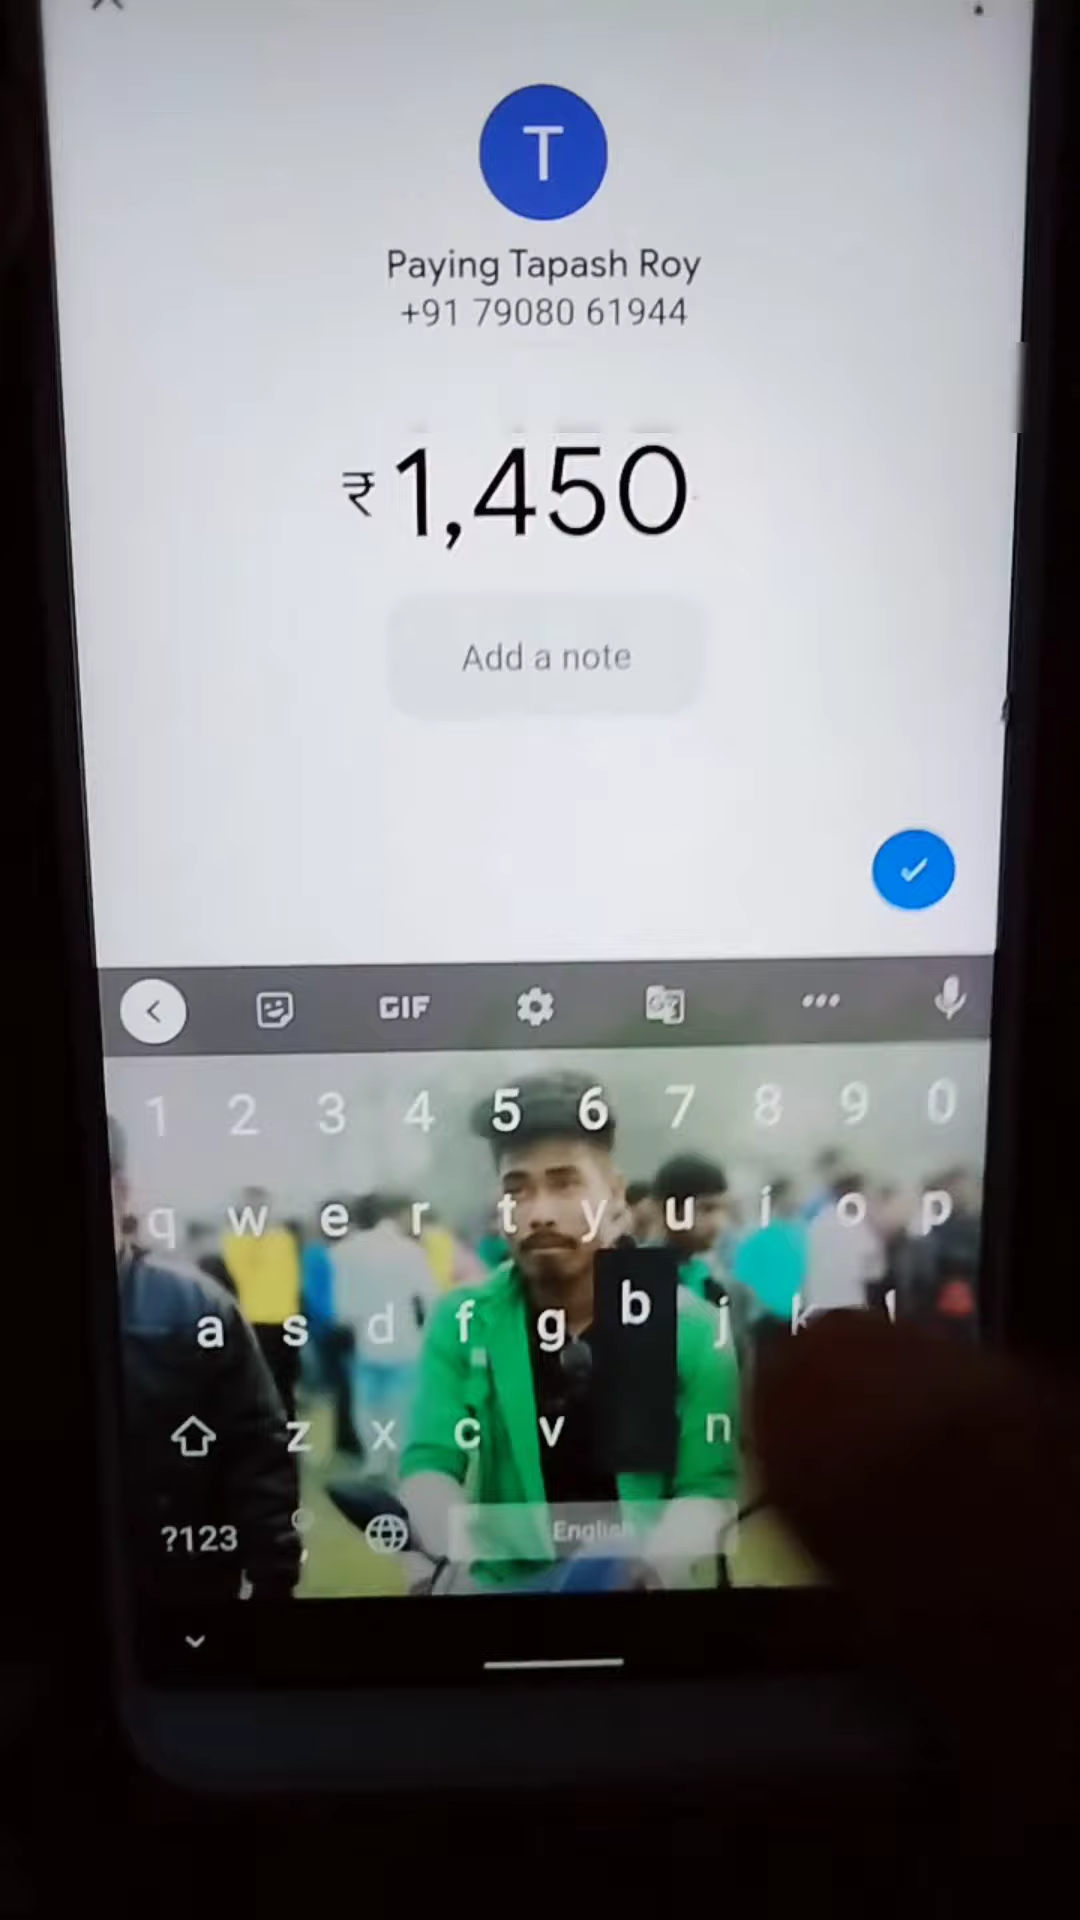 T
Paying Tapash Roy
+91 79080 61944
₹1,450
Add a note
GIF
1 2 3 4 5 6 7 8 9 0
q w e r t y u i o p
a s d f g b j k l
z x c v n
?123 , English